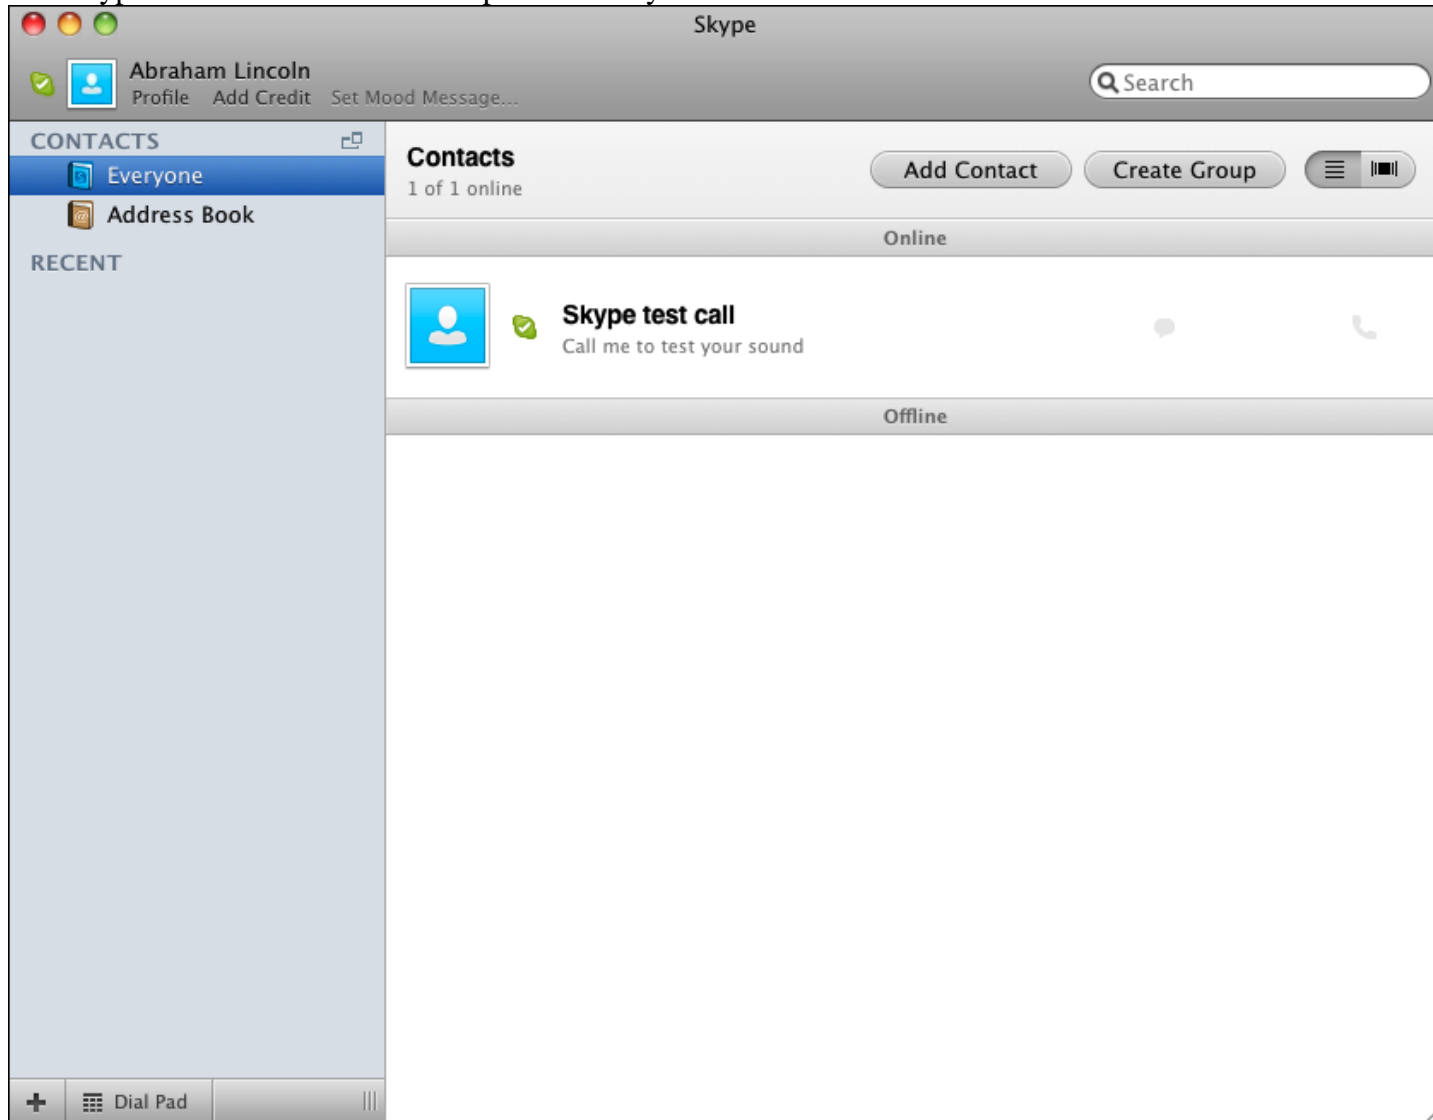 Skype
Abraham Lincoln
Profile Add Credit Set Mood Message...
Search
CONTACTS
Everyone
Address Book
RECENT
Contacts
1 of 1 online
Add Contact
Create Group
Online
Skype test call
Call me to test your sound
Offline
Dial Pad